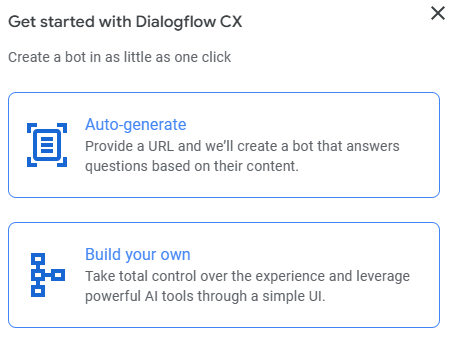 Get started with Dialogflow CX
Create a bot in as little as one click
Auto-generate
Provide a URL and we’ll create a bot that answers
questions based on their content.
Build your own
Take total control over the experience and leverage
powerful AI tools through a simple UI.